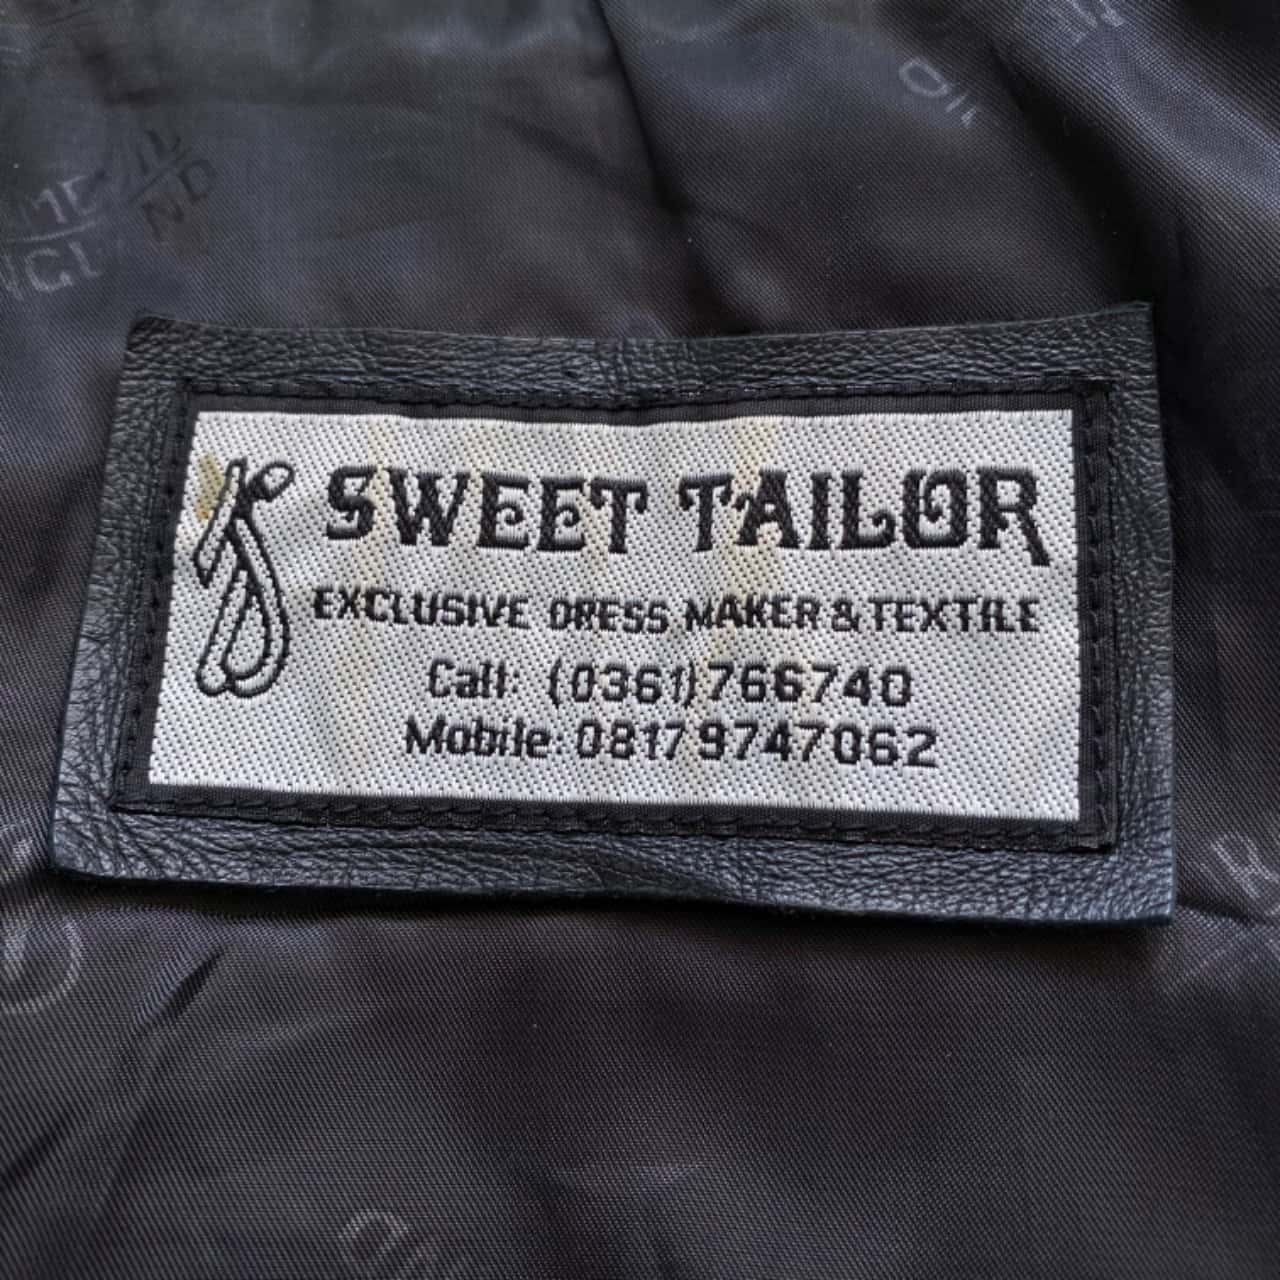 SWEET TAILOR
EXCLUSIVE DRESS MAKER & TEXTILE
Call: (0361)766740
Mobile: 0817 9747062